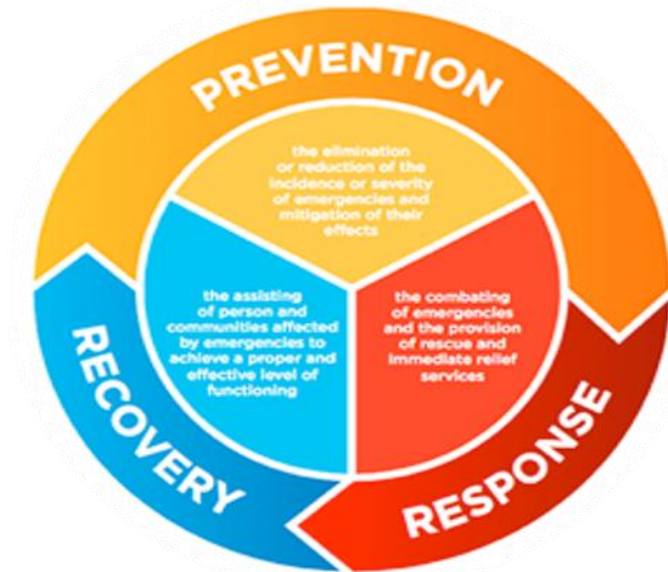 PREVENTION
the elimination
or reduction of the
incidence or severity
of emergencies and
mitigation of their
effects
the assisting
of person and
communities affected
by emergencies to
achieve a proper and
effective level of
functioning
the combating
of emergencies
and the provision
of rescue and
immediate relief
services
RECOVERY
RESPONSE